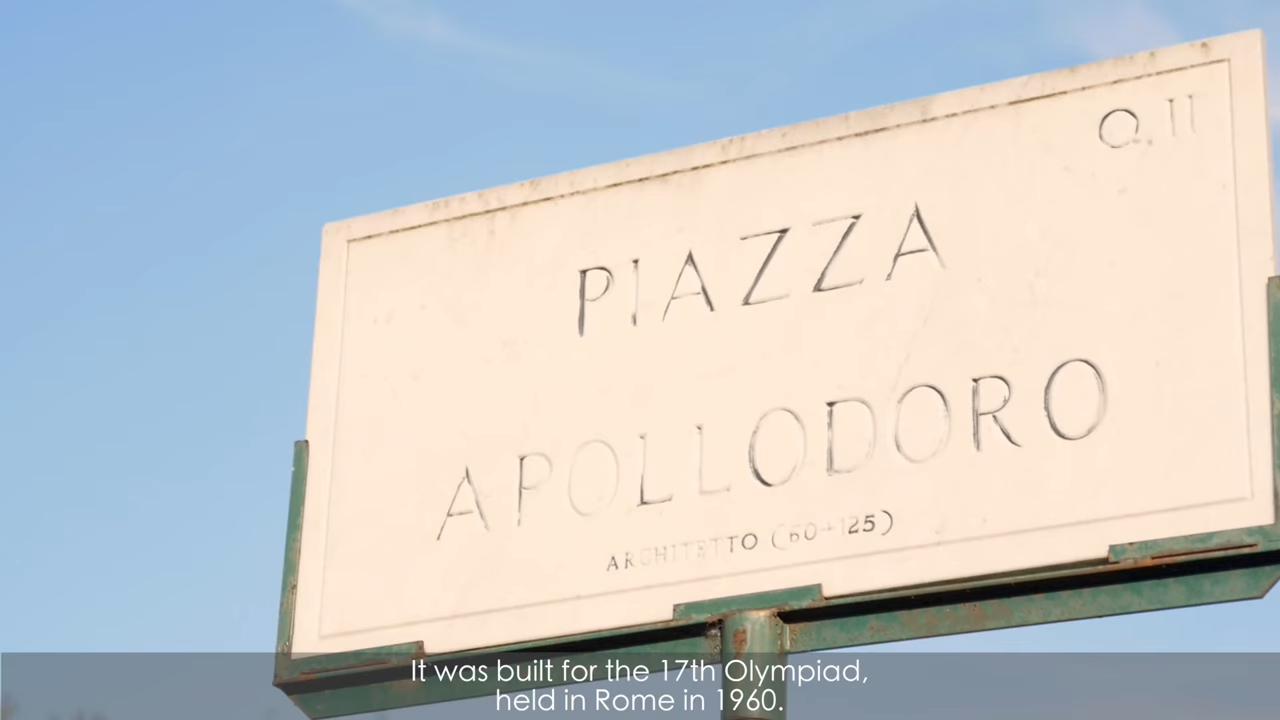 Q. II
PIAZZA
APOLLODORO
ARCHITETTO (60-125)
It was built for the 17th Olympiad,
held in Rome in 1960.